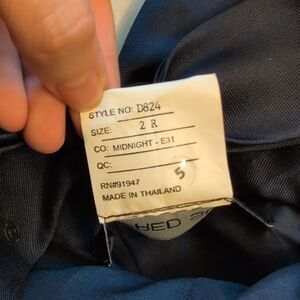 STYLE NO: D824
SIZE: 2 R
CO: MIDNIGHT - E31
QC: 5
RN#91947
MADE IN THAILAND